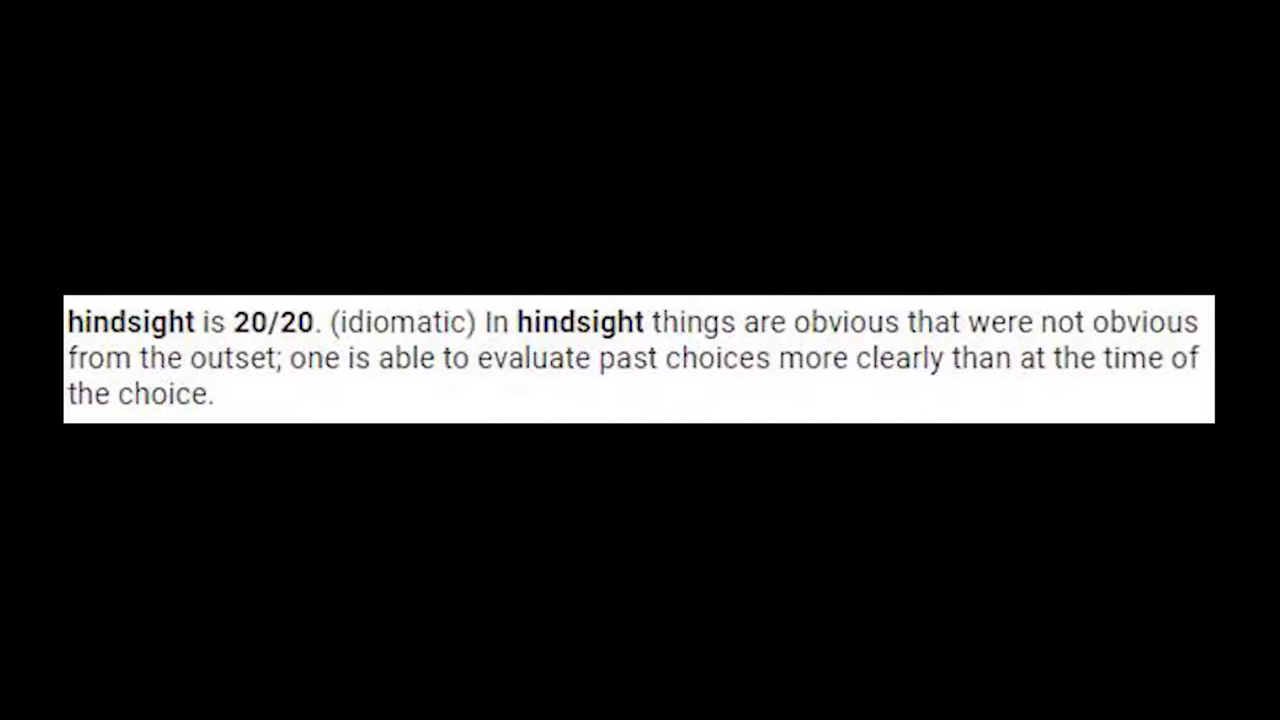 hindsight is 20/20. (idiomatic) In hindsight things are obvious that were not obvious
from the outset; one is able to evaluate past choices more clearly than at the time of
the choice.